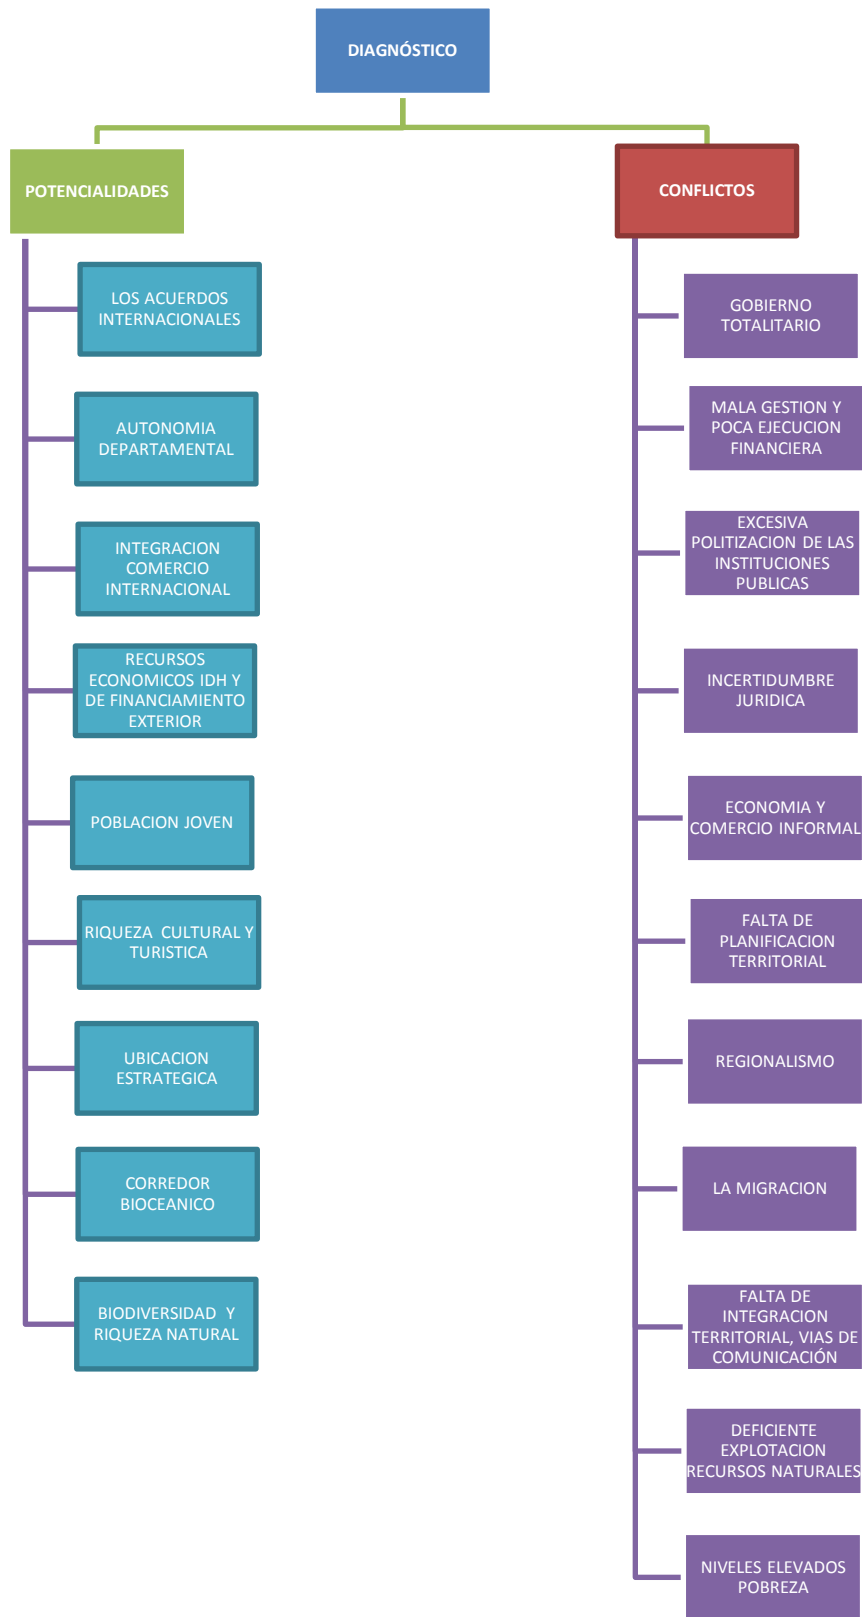 DIAGNÓSTICO
POTENCIALIDADES
LOS ACUERDOS
INTERNACIONALES
AUTONOMIA
DEPARTAMENTAL
INTEGRACION
COMERCIO
INTERNACIONAL
RECURSOS
ECONOMICOS IDH Y
DE FINANCIAMIENTO
EXTERIOR
POBLACION JOVEN
RIQUEZA CULTURAL Y
TURISTICA
UBICACION
ESTRATEGICA
CORREDOR
BIOCEANICO
BIODIVERSIDAD Y
RIQUEZA NATURAL
CONFLICTOS
GOBIERNO
TOTALITARIO
MALA GESTION Y
POCA EJECUCION
FINANCIERA
EXCESIVA
POLITIZACION DE LAS
INSTITUCIONES
PUBLICAS
INCERTIDUMBRE
JURIDICA
ECONOMIA Y
COMERCIO INFORMAL
FALTA DE
PLANIFICACION
TERRITORIAL
REGIONALISMO
LA MIGRACION
FALTA DE
INTEGRACION
TERRITORIAL, VIAS DE
COMUNICACIÓN
DEFICIENTE
EXPLOTACION
RECURSOS NATURALES
NIVELES ELEVADOS
POBREZA